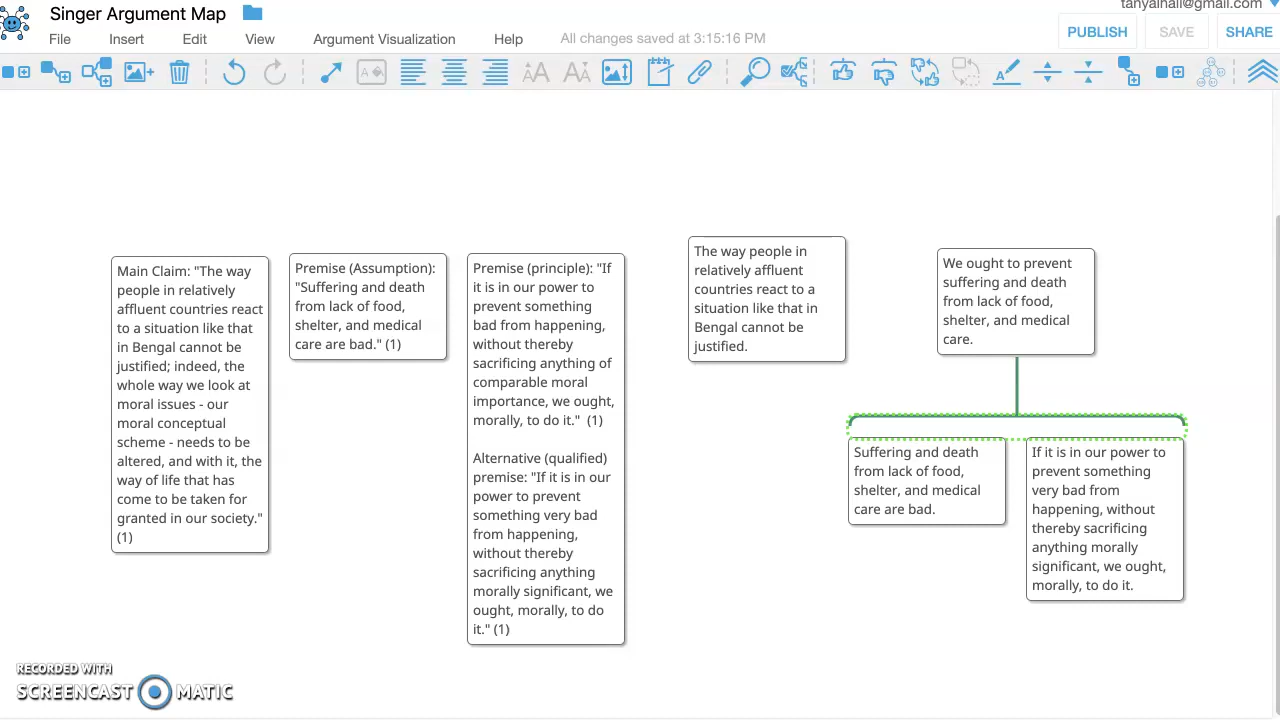 Singer Argument Map
tanyalhall@gmail.com
File Insert Edit View Argument Visualization Help All changes saved at 3:15:16 PM
PUBLISH SAVE SHARE
Main Claim: "The way
people in relatively
affluent countries react
to a situation like that
in Bengal cannot be
justified; indeed, the
whole way we look at
moral issues - our
moral conceptual
scheme - needs to be
altered, and with it, the
way of life that has
come to be taken for
granted in our society."
(1)
Premise (Assumption):
"Suffering and death
from lack of food,
shelter, and medical
care are bad." (1)
Premise (principle): "If
it is in our power to
prevent something
bad from happening,
without thereby
sacrificing anything of
comparable moral
importance, we ought,
morally, to do it."  (1)
Alternative (qualified)
premise: "If it is in our
power to prevent
something very bad
from happening,
without thereby
sacrificing anything
morally significant, we
ought, morally, to do
it." (1)
The way people in
relatively affluent
countries react to a
situation like that in
Bengal cannot be
justified.
We ought to prevent
suffering and death
from lack of food,
shelter, and medical
care.
Suffering and death
from lack of food,
shelter, and medical
care are bad.
If it is in our power to
prevent something
very bad from
happening, without
thereby sacrificing
anything morally
significant, we ought,
morally, to do it.
RECORDED WITH
SCREENCAST MATIC